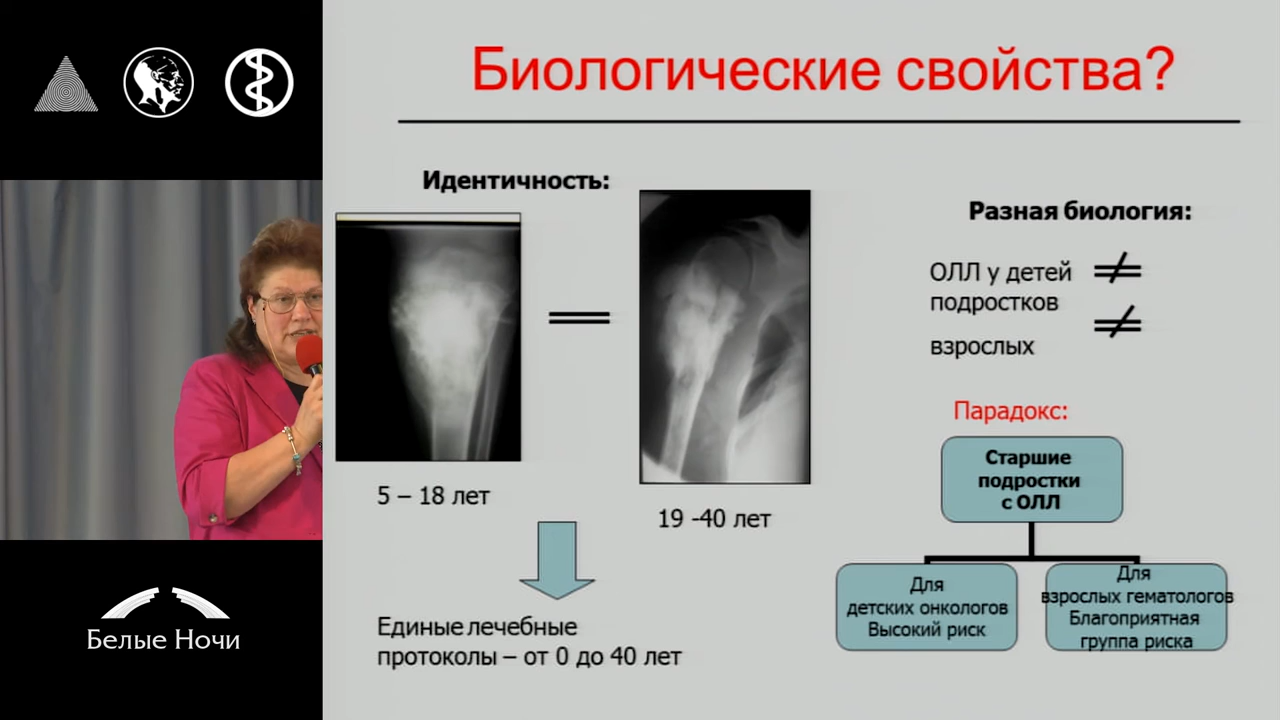 Биологические свойства?
Идентичность:
5 – 18 лет
19 -40 лет
Единые лечебные
протоколы – от 0 до 40 лет
Разная биология:
ОЛЛ у детей
подростков
взрослых
Парадокс:
Старшие
подростки
с ОЛЛ
Для
детских онкологов
Высокий риск
Для
взрослых гематологов
Благоприятная
группа риска
Белые Ночи